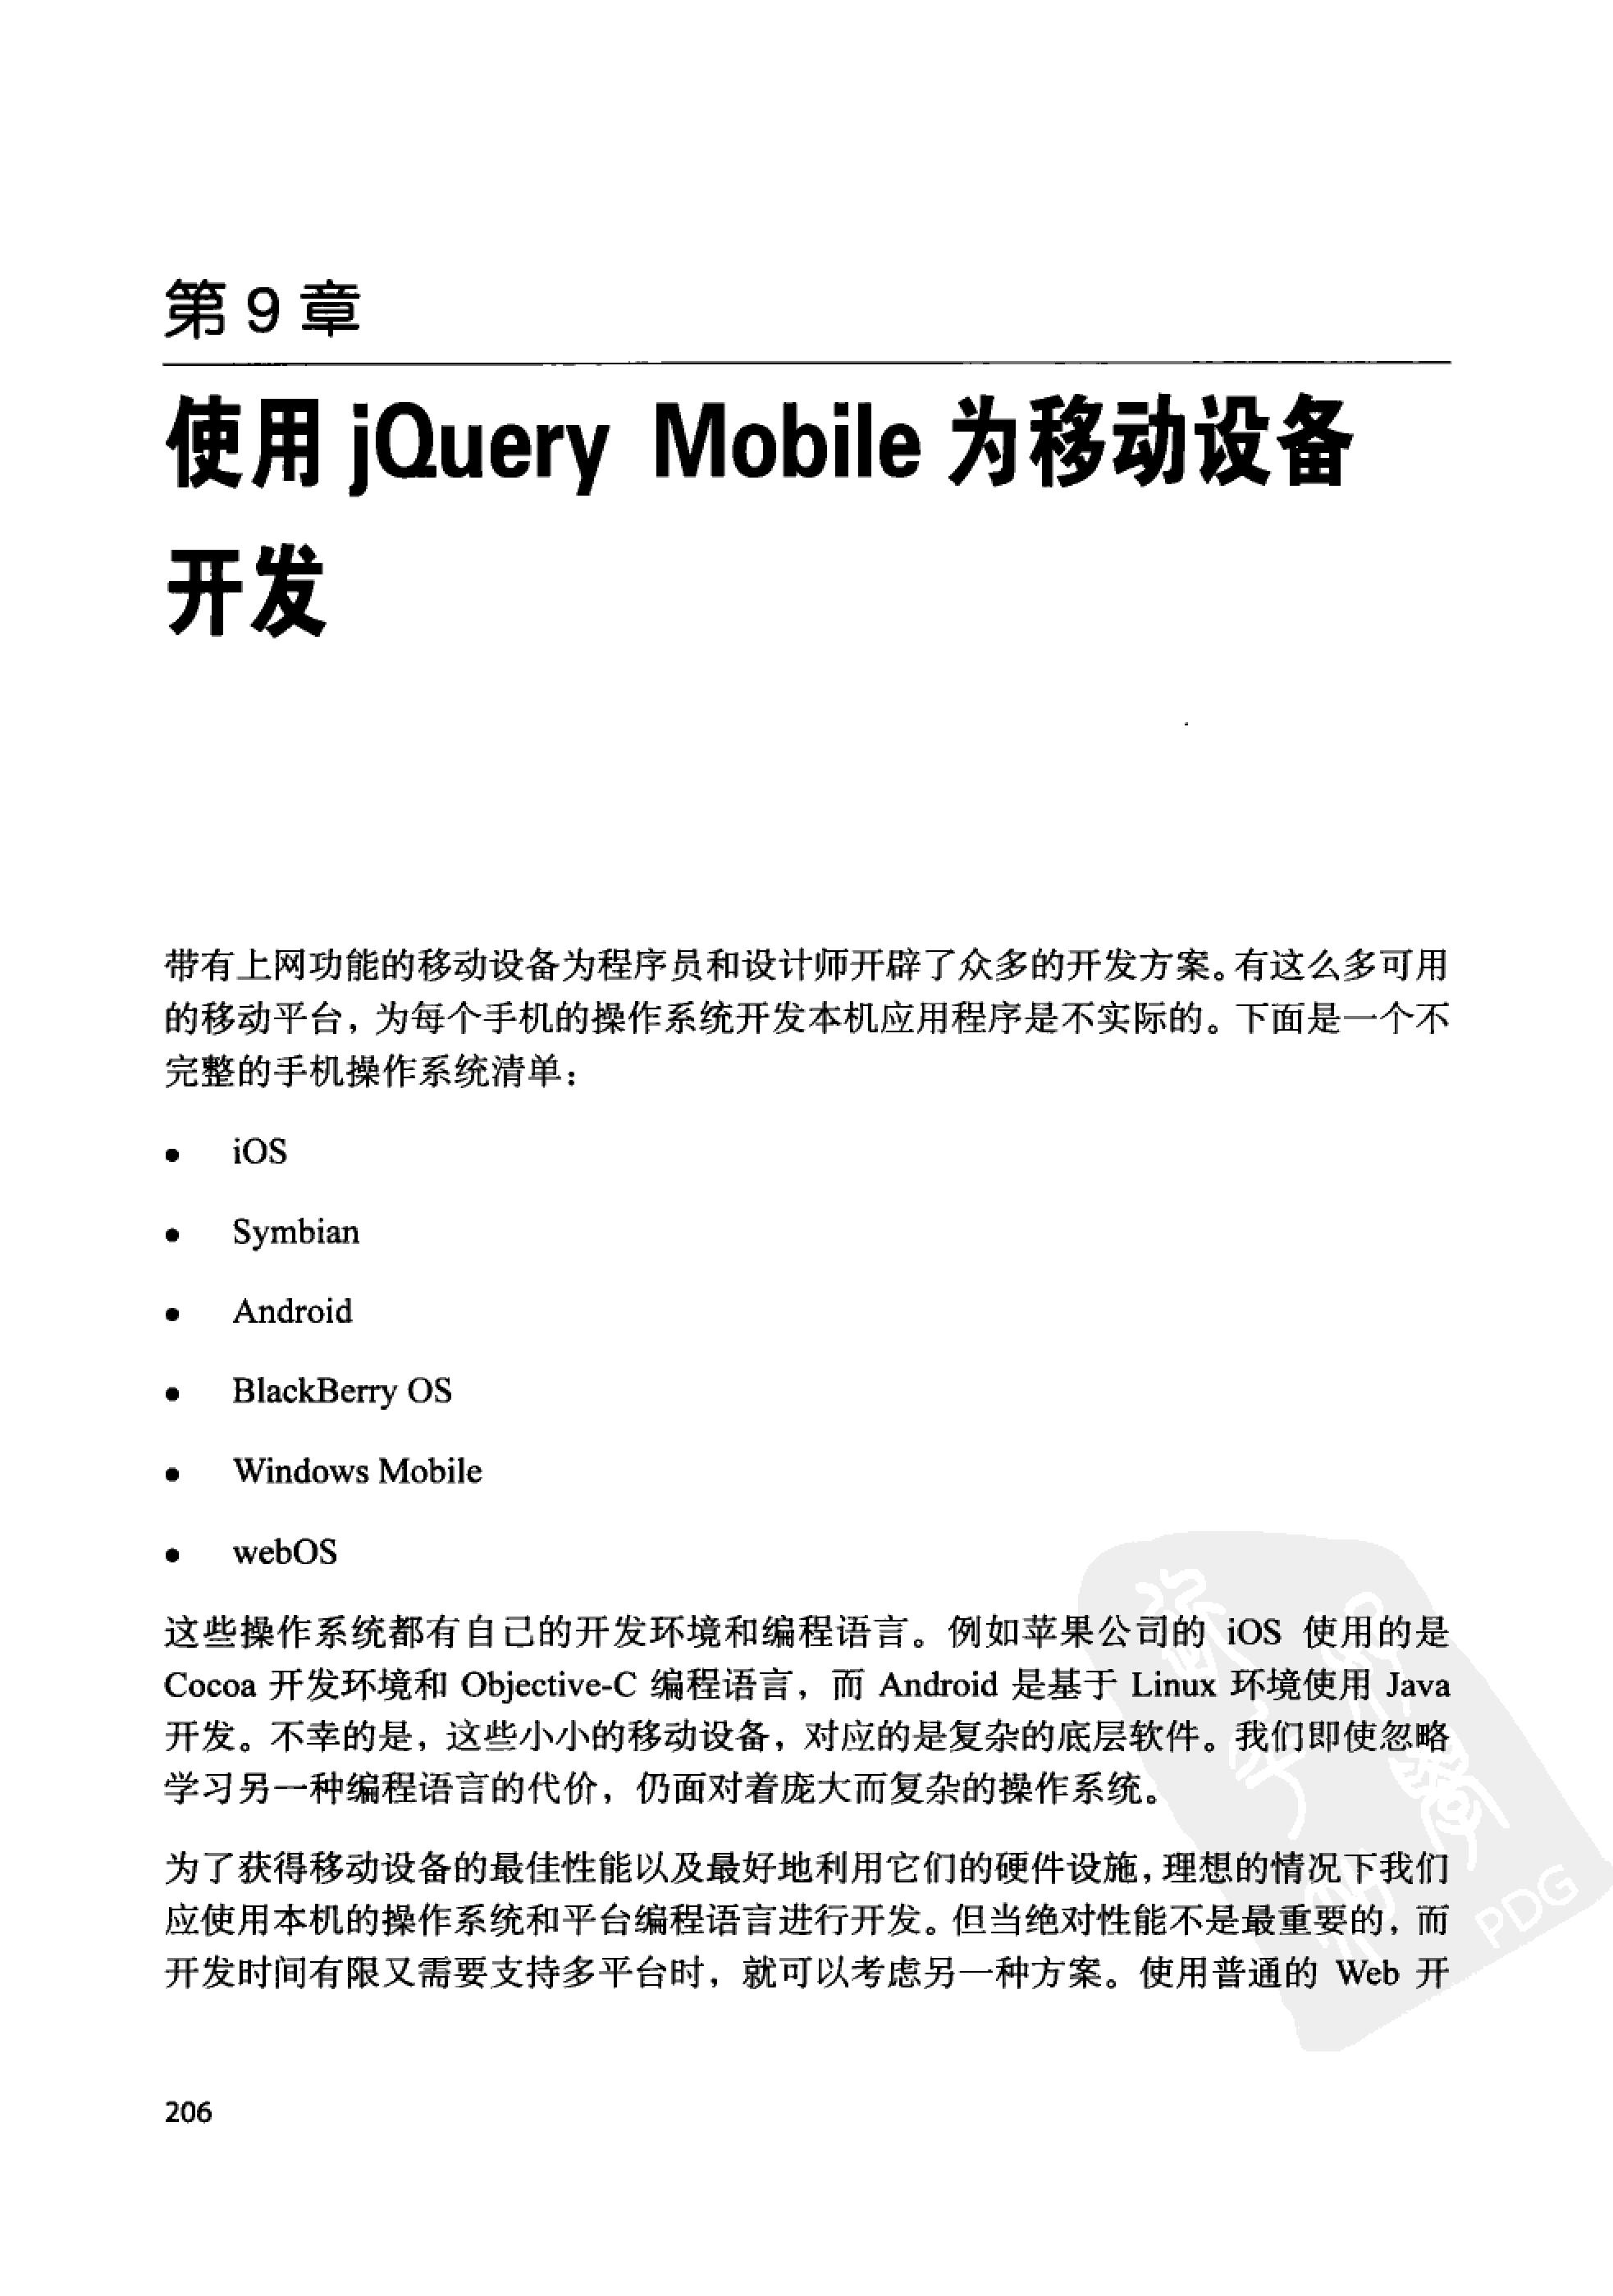 第 9 章
使用 jQuery Mobile 为移动设备
开发
带有上网功能的移动设备为程序员和设计师开辟了众多的开发方案。有这么多可用
的移动平台，为每个手机的操作系统开发本机应用程序是不实际的。下面是一个不
完整的手机操作系统清单：
● iOS
● Symbian
● Android
● BlackBerry OS
● Windows Mobile
● webOS
这些操作系统都有自己的开发环境和编程语言。例如苹果公司的 iOS 使用的是
Cocoa 开发环境和 Objective-C 编程语言，而 Android 是基于 Linux 环境使用 Java
开发。不幸的是，这些小小的移动设备，对应的是复杂的底层软件。我们即使忽略
学习另一种编程语言的代价，仍面对着庞大而复杂的操作系统。
为了获得移动设备的最佳性能以及最好地利用它们的硬件设施，理想的情况下我们
应使用本机的操作系统和平台编程语言进行开发。但当绝对性能不是最重要的，而
开发时间有限又需要支持多平台时，就可以考虑另一种方案。使用普通的 Web 开
PDG
206